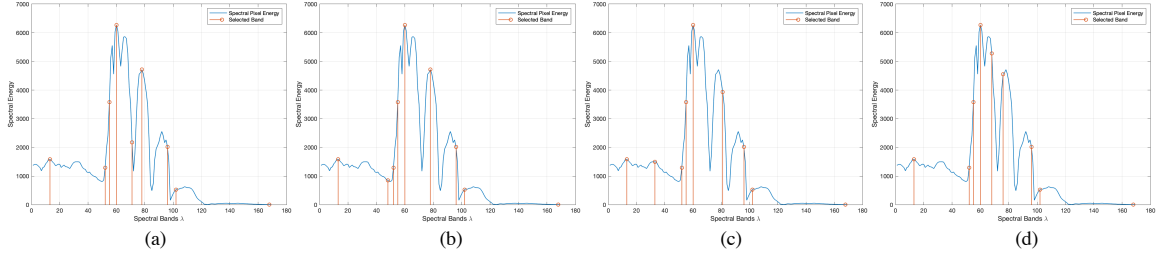 7000
6000
5000
4000
3000
2000
1000
0
Spectral Energy
0 20 40 60 80 100 120 140 160 180
Spectral Bands λ
Spectral Pixel Energy
Selected Band
(a)
7000
6000
5000
4000
3000
2000
1000
0
Spectral Energy
0 20 40 60 80 100 120 140 160 180
Spectral Bands λ
Spectral Pixel Energy
Selected Band
(b)
7000
6000
5000
4000
3000
2000
1000
0
Spectral Energy
0 20 40 60 80 100 120 140 160 180
Spectral Bands λ
Spectral Pixel Energy
Selected Band
(c)
7000
6000
5000
4000
3000
2000
1000
0
Spectral Energy
0 20 40 60 80 100 120 140 160 180
Spectral Bands λ
Spectral Pixel Energy
Selected Band
(d)